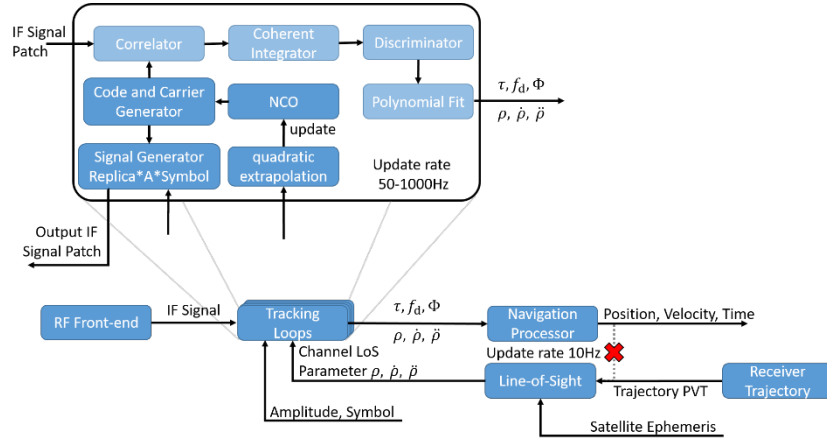 IF Signal
Patch
Correlator
Coherent
Integrator
Discriminator
Code and Carrier
Generator
NCO
Polynomial Fit
τ, f_d, Φ
ρ, ρ̇, ρ̈
update
Signal Generator
Replica*A*Symbol
quadratic
extrapolation
Update rate
50-1000Hz
Output IF
Signal Patch
RF Front-end
IF Signal
Tracking
Loops
τ, f_d, Φ
ρ, ρ̇, ρ̈
Navigation
Processor
Position, Velocity, Time
Update rate 10Hz
Channel LoS
Parameter ρ, ρ̇, ρ̈
Line-of-Sight
Trajectory PVT
Receiver
Trajectory
Amplitude, Symbol
Satellite Ephemeris